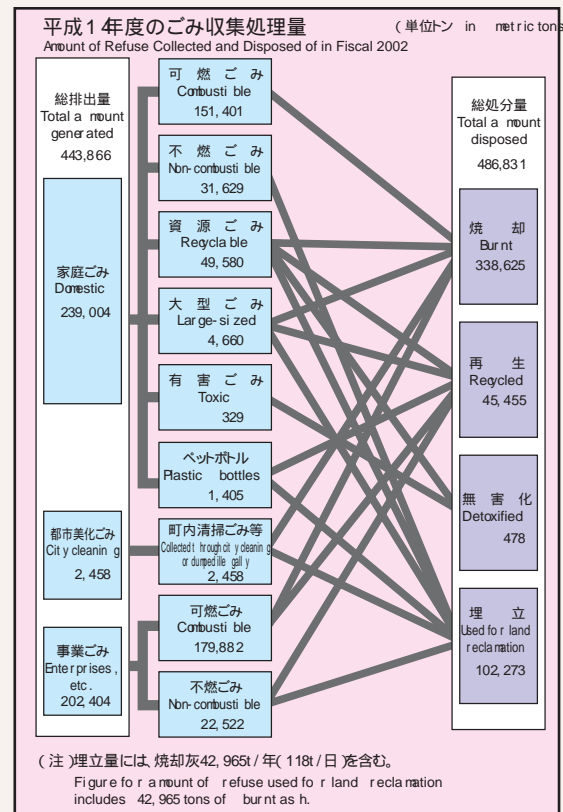 平成14年度のごみ収集処理量
(単位トン in metric tons
Amount of Refuse Collected and Disposed of in Fiscal 2002
総排出量
Total amount
generated
443,866
家庭ごみ
Domestic
239,004
都市美化ごみ
City cleaning
2,458
事業ごみ
Enterprises,
etc.
202,404
可燃ごみ
Combustible
151,401
不燃ごみ
Non-combustible
31,629
資源ごみ
Recyclable
49,580
大型ごみ
Large-sized
4,660
有害ごみ
Toxic
329
ペットボトル
Plastic bottles
1,405
町内清掃ごみ等
Collected through city cleaning
or dumped illegally
2,458
可燃ごみ
Combustible
179,882
不燃ごみ
Non-combustible
22,522
総処分量
Total amount
disposed
486,831
焼却
Burnt
338,625
再生
Recycled
45,455
無害化
Detoxified
478
埋立
Used for land
reclamation
102,273
(注)埋立量には、焼却灰42,965t/年(118t/日)を含む。
Figure for amount of refuse used for land reclamation
includes 42,965 tons of burnt ash.